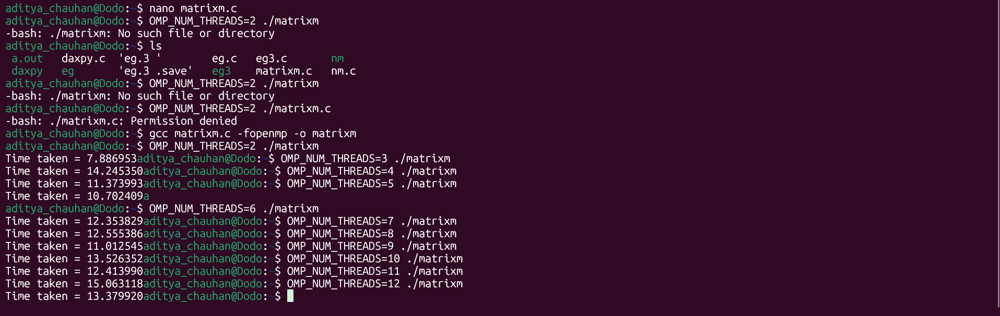 aditya_chauhan@Dodo:~$ nano matrixm.c
aditya_chauhan@Dodo:~$ OMP_NUM_THREADS=2 ./matrixm
-bash: ./matrixm: No such file or directory
aditya_chauhan@Dodo:~$ ls
 a.out   daxpy.c  'eg.3 '        eg.c   eg3.c       nm
 daxpy   eg       'eg.3 .save'   eg3    matrixm.c   nm.c
aditya_chauhan@Dodo:~$ OMP_NUM_THREADS=2 ./matrixm
-bash: ./matrixm: No such file or directory
aditya_chauhan@Dodo:~$ OMP_NUM_THREADS=2 ./matrixm.c
-bash: ./matrixm.c: Permission denied
aditya_chauhan@Dodo:~$ gcc matrixm.c -fopenmp -o matrixm
aditya_chauhan@Dodo:~$ OMP_NUM_THREADS=2 ./matrixm
Time taken = 7.886953aditya_chauhan@Dodo:~$ OMP_NUM_THREADS=3 ./matrixm
Time taken = 14.245350aditya_chauhan@Dodo:~$ OMP_NUM_THREADS=4 ./matrixm
Time taken = 11.373993aditya_chauhan@Dodo:~$ OMP_NUM_THREADS=5 ./matrixm
Time taken = 10.702409a
aditya_chauhan@Dodo:~$ OMP_NUM_THREADS=6 ./matrixm
Time taken = 12.353829aditya_chauhan@Dodo:~$ OMP_NUM_THREADS=7 ./matrixm
Time taken = 12.555386aditya_chauhan@Dodo:~$ OMP_NUM_THREADS=8 ./matrixm
Time taken = 11.012545aditya_chauhan@Dodo:~$ OMP_NUM_THREADS=9 ./matrixm
Time taken = 13.526352aditya_chauhan@Dodo:~$ OMP_NUM_THREADS=10 ./matrixm
Time taken = 12.413990aditya_chauhan@Dodo:~$ OMP_NUM_THREADS=11 ./matrixm
Time taken = 15.063118aditya_chauhan@Dodo:~$ OMP_NUM_THREADS=12 ./matrixm
Time taken = 13.379920aditya_chauhan@Dodo:~$